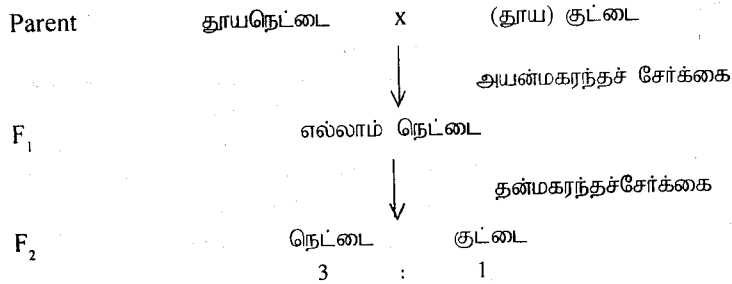 Parent தூயநெட்டை x (தூய) குட்டை
அயன்மகரந்தச் சேர்க்கை
F₁ எல்லாம் நெட்டை
தன்மகரந்தச்சேர்க்கை
F₂ நெட்டை குட்டை
3 : 1